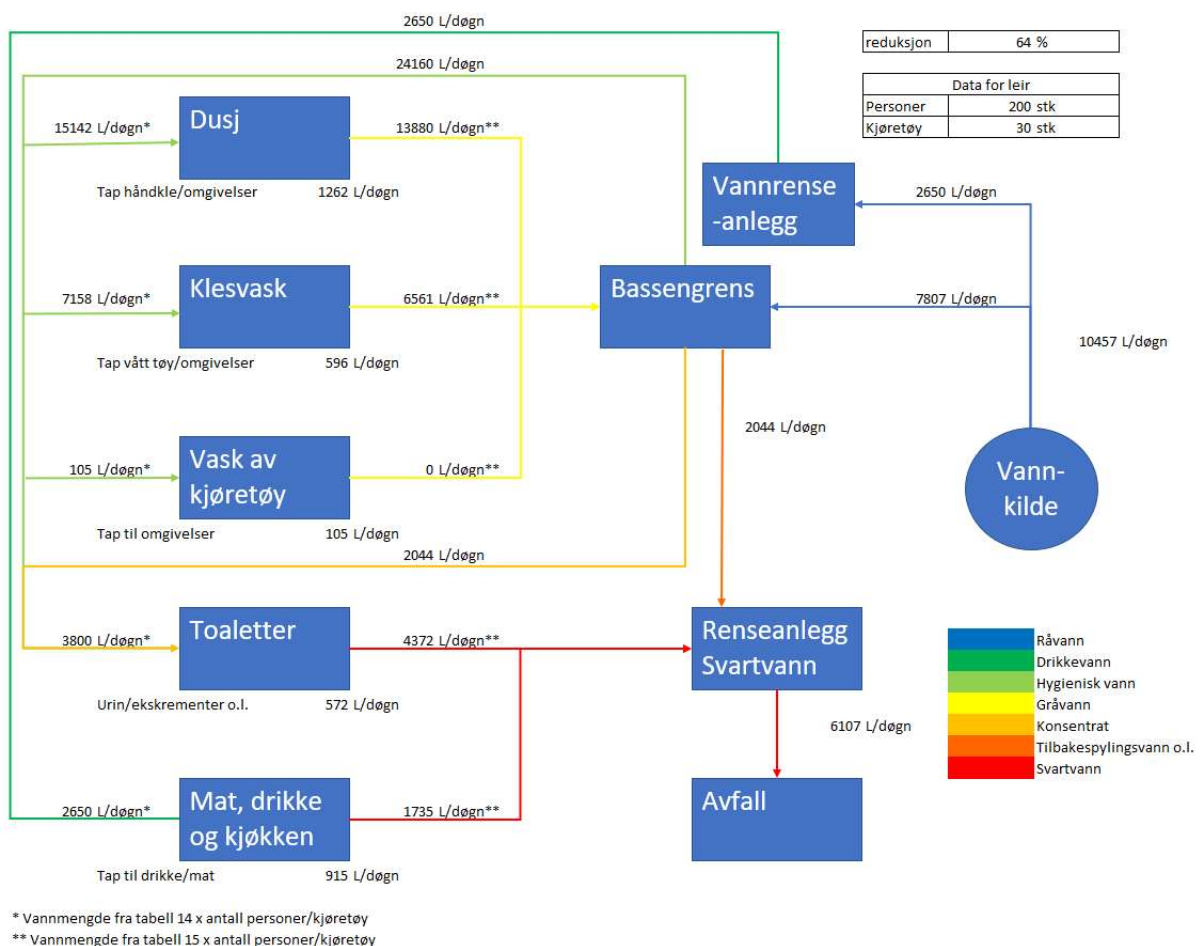 2650 L/døgn
reduksjon 64 %
24160 L/døgn
Data for leir
Personer 200 stk
Kjøretøy 30 stk
15142 L/døgn*
Dusj
13880 L/døgn**
Tap håndkle/omgivelser 1262 L/døgn
Vannrense
-anlegg
2650 L/døgn
7158 L/døgn*
Klesvask
6561 L/døgn**
Tap vått tøy/omgivelser 596 L/døgn
Bassengrens
7807 L/døgn
10457 L/døgn
2044 L/døgn
105 L/døgn*
Vask av
kjøretøy
0 L/døgn**
Tap til omgivelser 105 L/døgn
Vann-
kilde
2044 L/døgn
3800 L/døgn*
Toaletter
4372 L/døgn**
Urin/ekskrementer o.l. 572 L/døgn
Renseanlegg
Svartvann
6107 L/døgn
Råvann
Drikkevann
Hygienisk vann
Gråvann
Konsentrat
Tilbakespylingsvann o.l.
Svartvann
2650 L/døgn*
Mat, drikke
og kjøkken
1735 L/døgn**
Tap til drikke/mat 915 L/døgn
Avfall
* Vannmengde fra tabell 14 x antall personer/kjøretøy
** Vannmengde fra tabell 15 x antall personer/kjøretøy